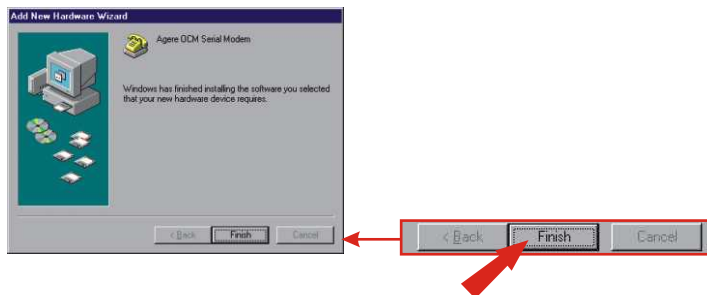 Add New Hardware Wizard
Agere OCM Serial Modem
Windows has finished installing the software you selected
that your new hardware device requires.
< Back Finish Cancel
< Back Finish Cancel